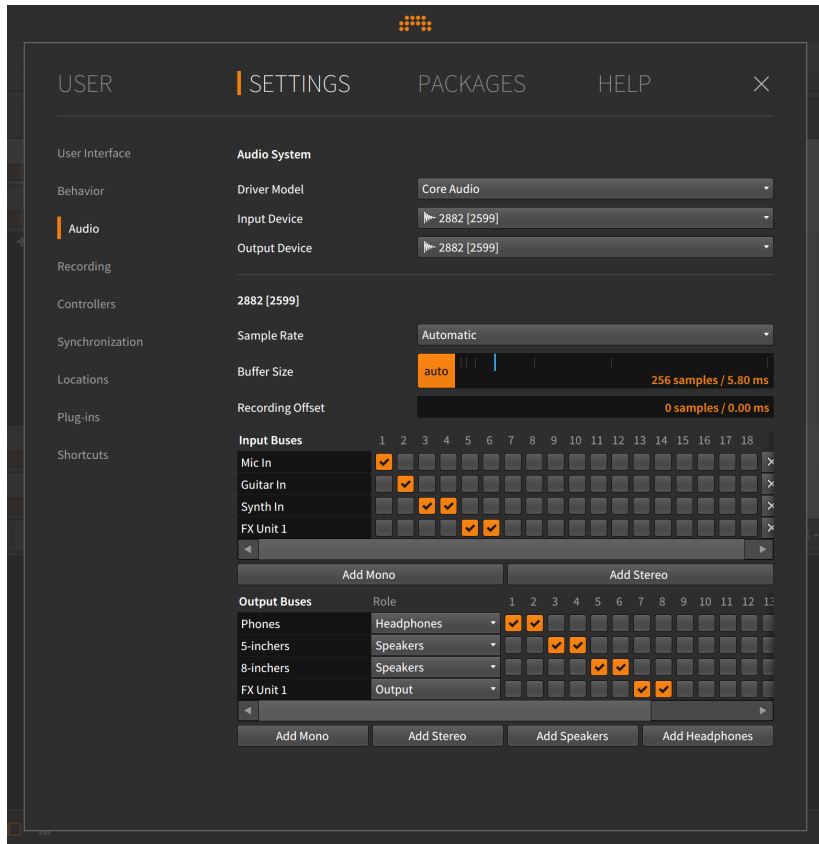 USER SETTINGS PACKAGES HELP
User Interface
Behavior
Audio
Recording
Controllers
Synchronization
Locations
Plug-ins
Shortcuts
Audio System
Driver Model Core Audio
Input Device 2882 [2599]
Output Device 2882 [2599]
2882 [2599]
Sample Rate Automatic
Buffer Size auto 256 samples / 5.80 ms
Recording Offset 0 samples / 0.00 ms
Input Buses 1 2 3 4 5 6 7 8 9 10 11 12 13 14 15 16 17 18
Mic In
Guitar In
Synth In
FX Unit 1
Add Mono Add Stereo
Output Buses Role 1 2 3 4 5 6 7 8 9 10 11 12 13
Phones Headphones
5-inchers Speakers
8-inchers Speakers
FX Unit 1 Output
Add Mono Add Stereo Add Speakers Add Headphones